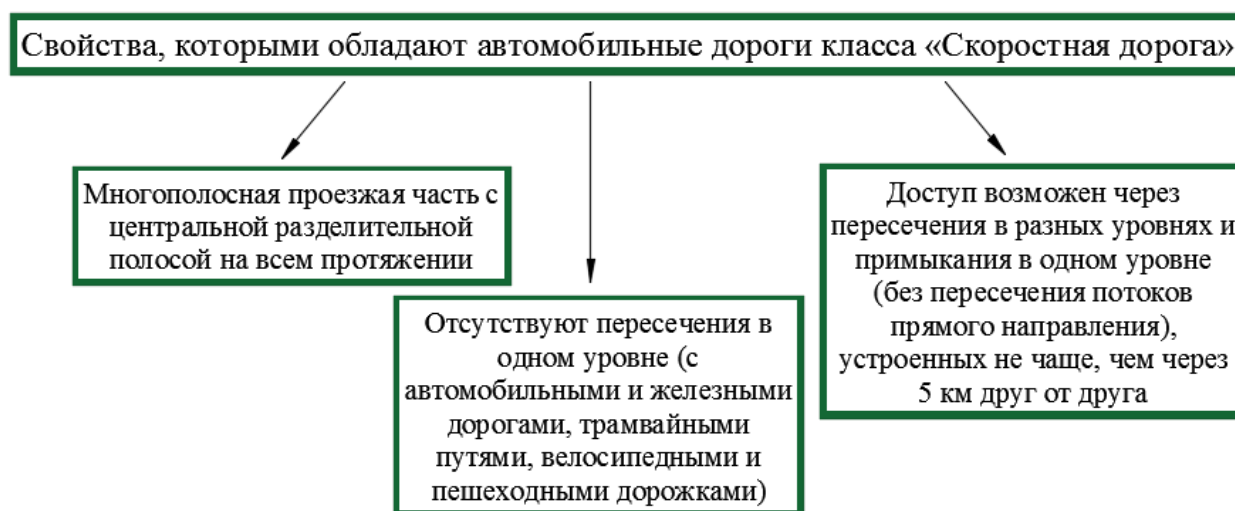 Свойства, которыми обладают автомобильные дороги класса «Скоростная дорога»
Многополосная проезжая часть с
центральной разделительной
полосой на всем протяжении
Отсутствуют пересечения в
одном уровне (с
автомобильными и железными
дорогами, трамвайными
путями, велосипедными и
пешеходными дорожками)
Доступ возможен через
пересечения в разных уровнях и
примыкания в одном уровне
(без пересечения потоков
прямого направления),
устроенных не чаще, чем через
5 км друг от друга